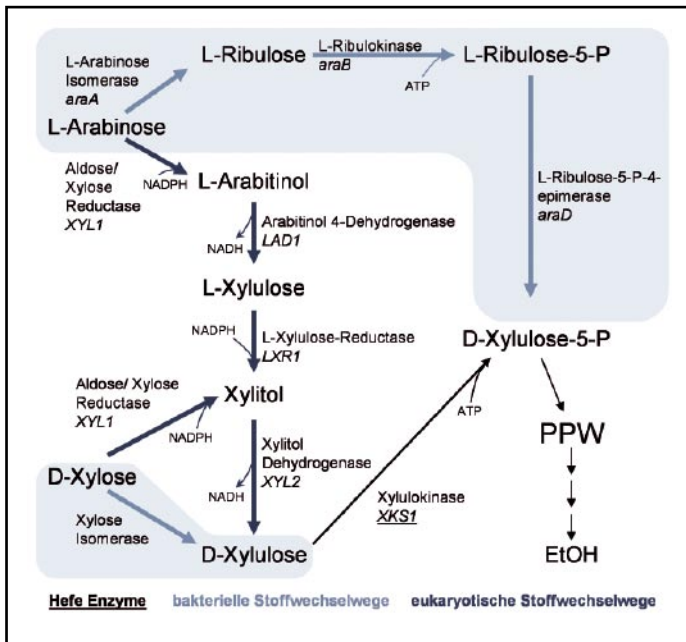 L-Arabinose
Isomerase
araA
L-Ribulose
L-Ribulokinase
araB
ATP
L-Ribulose-5-P
L-Arabinose
Aldose/
Xylose
Reductase
XYL1
NADPH
L-Arabitinol
L-Ribulose-5-P-4-
epimerase
araD
Arabitinol 4-Dehydrogenase
LAD1
NADH
L-Xylulose
NADPH
L-Xylulose-Reductase
LXR1
D-Xylulose-5-P
Aldose/ Xylose
Reductase
XYL1
NADPH
Xylitol
ATP
PPW
Xylitol
Dehydrogenase
XYL2
NADH
D-Xylose
Xylose
Isomerase
D-Xylulose
Xylulokinase
XKS1
EtOH
Hefe Enzyme bakterielle Stoffwechselwege eukaryotische Stoffwechselwege